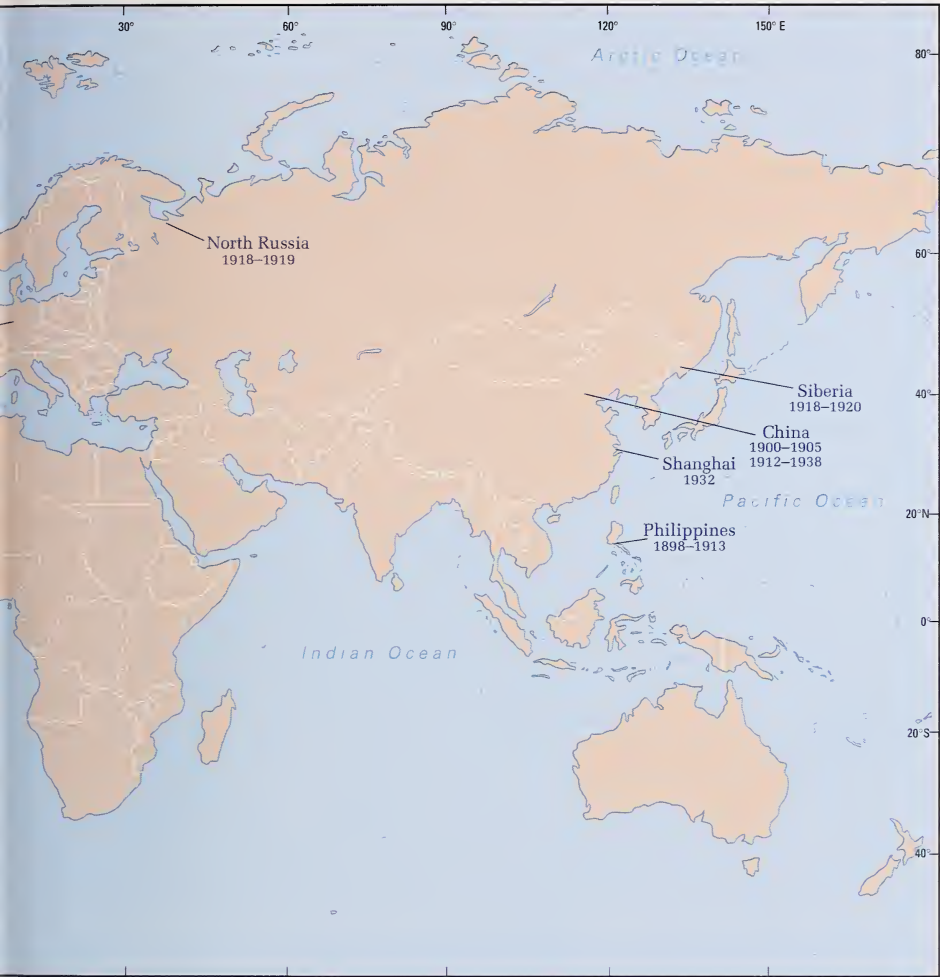 30°
60°
90°
120°
150° E
Arctic Ocean
80°
North Russia
1918–1919
60°
Siberia
1918–1920
40°
China
1900–1905
1912–1938
Shanghai
1932
Pacific Ocean
20°N
Philippines
1898–1913
0°
Indian Ocean
20°S
40°